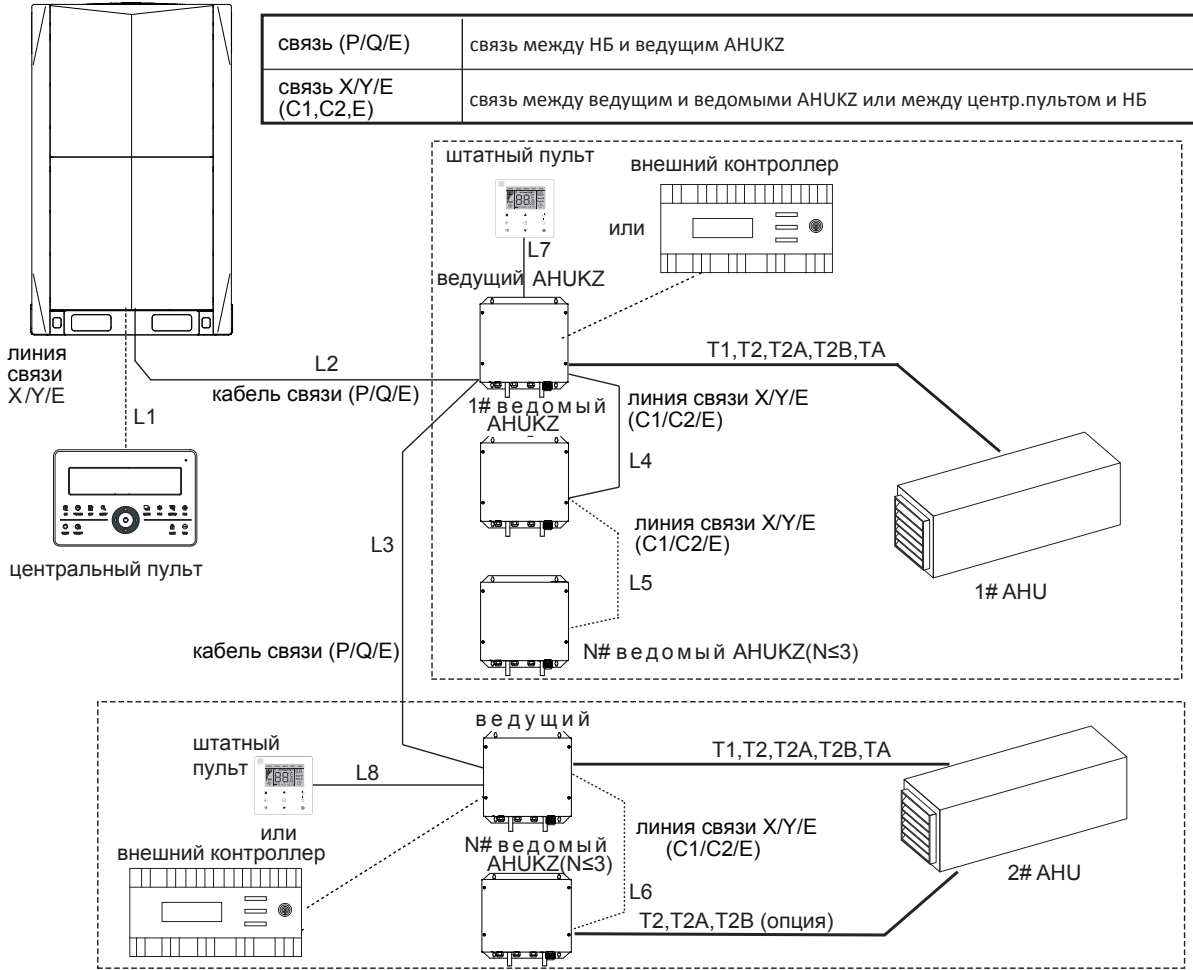 связь (P/Q/E)
связь между НБ и ведущим AHUKZ
связь X/Y/E
(C1,C2,E)
связь между ведущим и ведомыми AHUKZ или между центр.пультом и НБ
штатный пульт
внешний контроллер
или
L7
ведущий AHUKZ
линия
связи
X/Y/E
L1
L2
кабель связи (P/Q/E)
T1,T2,T2A,T2B,TA
1# ведомый
AHUKZ
линия связи X/Y/E
(C1/C2/E)
L4
линия связи X/Y/E
(C1/C2/E)
L5
L3
центральный пульт
1# AHU
кабель связи (P/Q/E)
N# ведомый AHUKZ(N≤3)
ведущий
штатный
пульт
L8
T1,T2,T2A,T2B,TA
или
внешний контроллер
N# ведомый
AHUKZ(N≤3)
линия связи X/Y/E
(C1/C2/E)
L6
2# AHU
T2,T2A,T2B (опция)